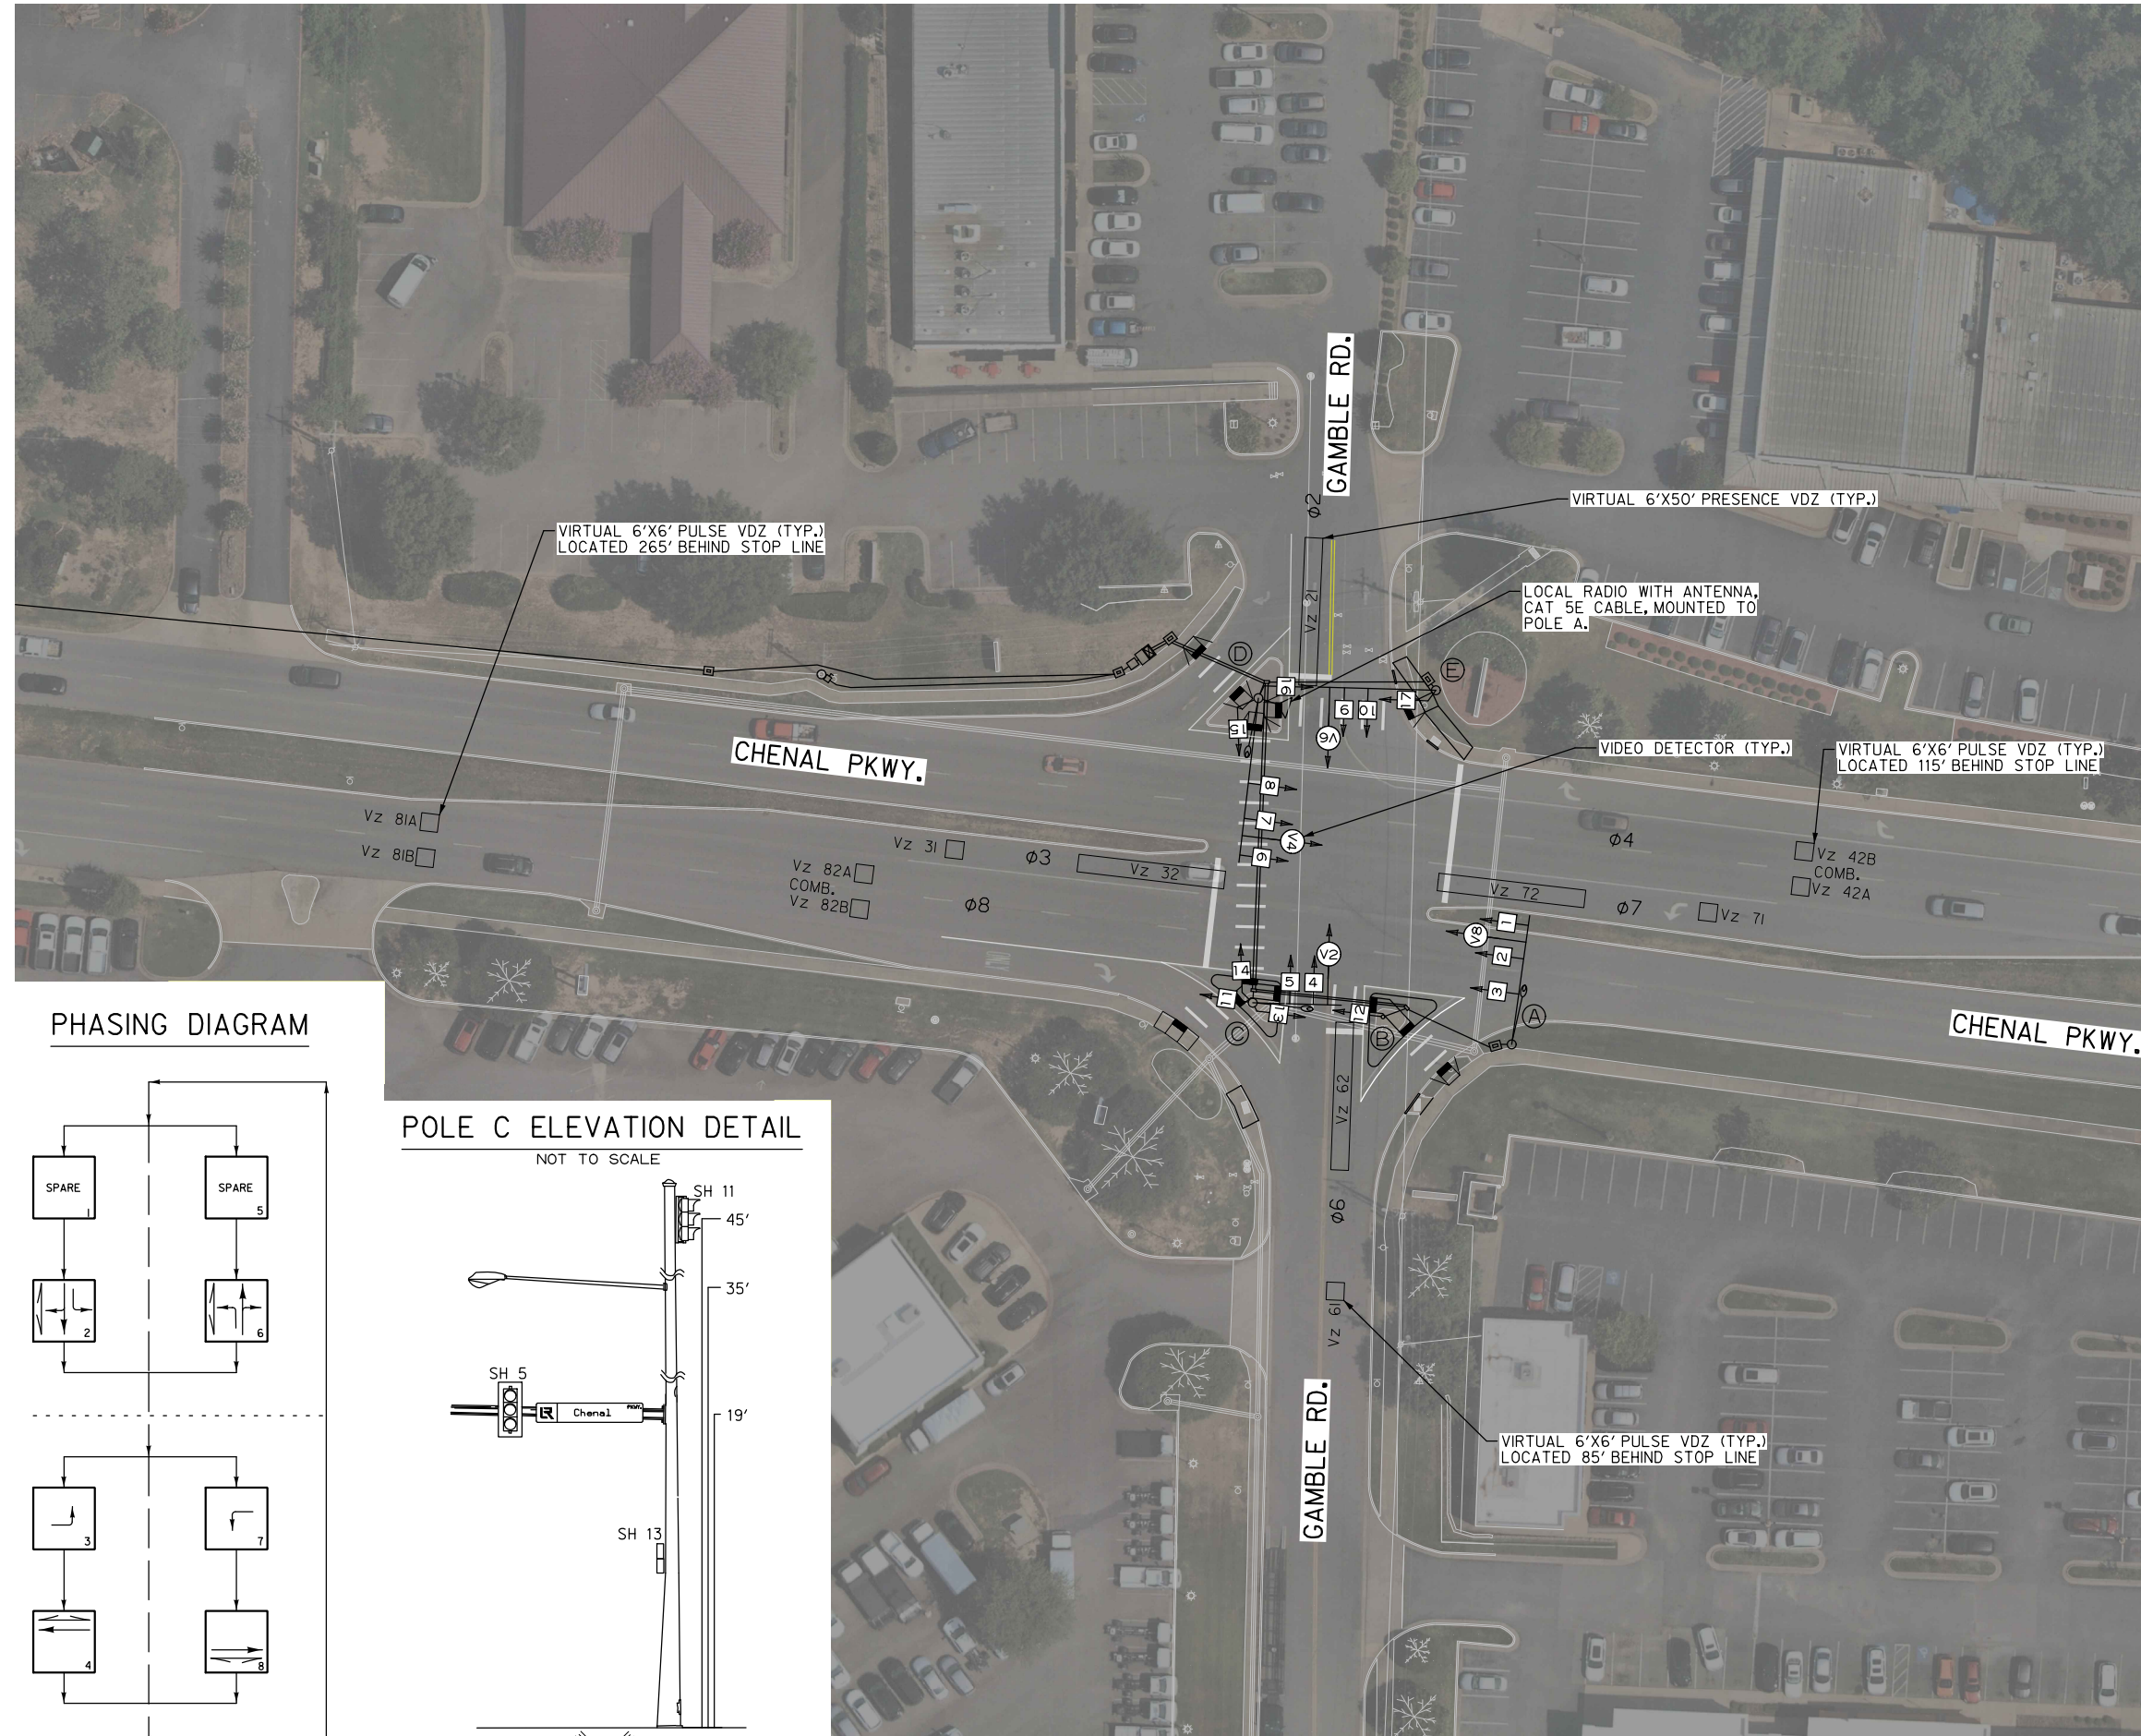 GAMBLE RD.
φ2
VIRTUAL 6'X50' PRESENCE VDZ (TYP.)
VIRTUAL 6'X6' PULSE VDZ (TYP.)
LOCATED 265' BEHIND STOP LINE
Vz 21
LOCAL RADIO WITH ANTENNA,
CAT 5E CABLE, MOUNTED TO
POLE A.
D
E
16
17
15
9
10
V6
CHENAL PKWY.
VIDEO DETECTOR (TYP.)
VIRTUAL 6'X6' PULSE VDZ (TYP.)
LOCATED 115' BEHIND STOP LINE
8
7
V4
6
Vz 81A
Vz 81B
Vz 31
φ3
Vz 32
Vz 82A
COMB.
Vz 82B
φ8
φ4
Vz 42B
COMB.
Vz 42A
Vz 72
φ7
Vz 71
1
V8
2
3
V2
14
5
4
11
13
12
A
B
C
CHENAL PKWY.
Vz 62
φ6
Vz 61
VIRTUAL 6'X6' PULSE VDZ (TYP.)
LOCATED 85' BEHIND STOP LINE
GAMBLE RD.
ONLY
PHASING DIAGRAM
SPARE
1
SPARE
5
2
6
3
7
4
8
POLE C ELEVATION DETAIL
NOT TO SCALE
SH 11
45'
35'
SH 5
LR Chenal PKWY.
19'
SH 13